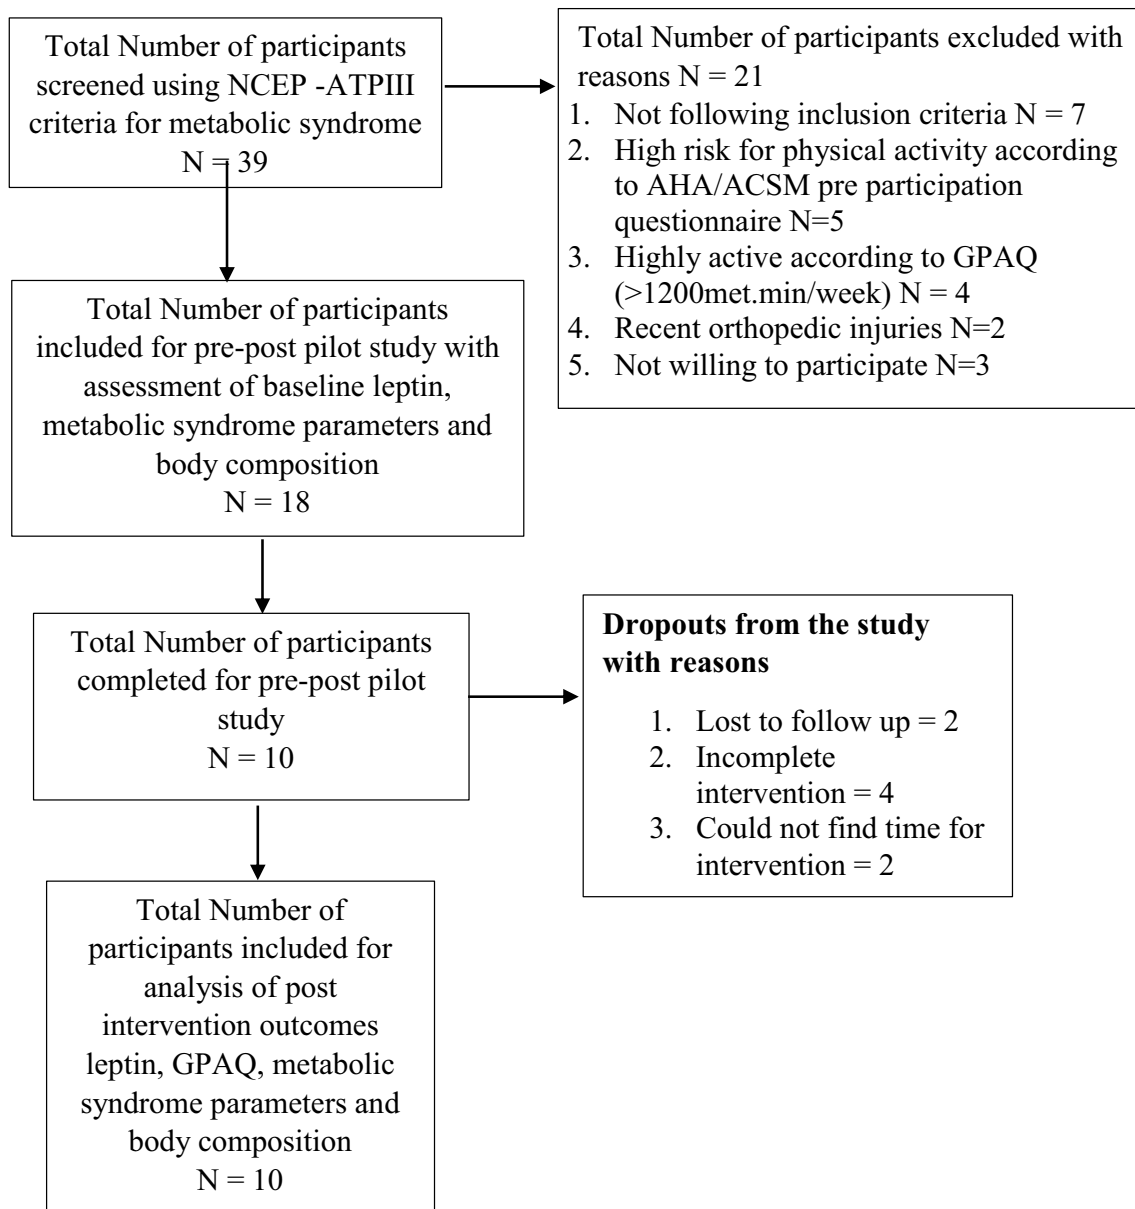 Total Number of participants
screened using NCEP -ATPIII
criteria for metabolic syndrome
N = 39
Total Number of participants excluded with
reasons N = 21
1. Not following inclusion criteria N = 7
2. High risk for physical activity according
to AHA/ACSM pre participation
questionnaire N=5
3. Highly active according to GPAQ
(>1200met.min/week) N = 4
4. Recent orthopedic injuries N=2
5. Not willing to participate N=3
Total Number of participants
included for pre-post pilot study with
assessment of baseline leptin,
metabolic syndrome parameters and
body composition
N = 18
Total Number of participants
completed for pre-post pilot
study
N = 10
Dropouts from the study
with reasons
1. Lost to follow up = 2
2. Incomplete
intervention = 4
3. Could not find time for
intervention = 2
Total Number of
participants included for
analysis of post
intervention outcomes
leptin, GPAQ, metabolic
syndrome parameters and
body composition
N = 10